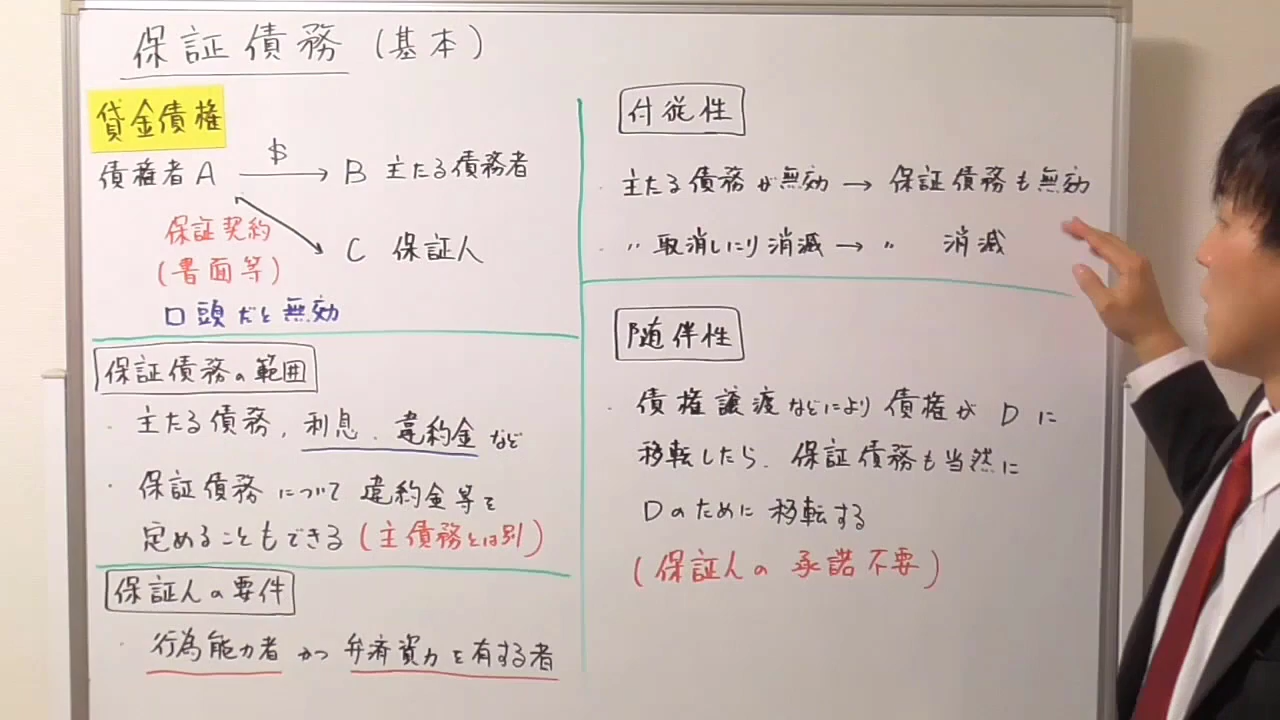 保証債務（基本）
貸金債権
債権者A $ → B 主たる債務者
保証契約
C 保証人
(書面等)
口頭だと無効
保証債務の範囲
・主たる債務、利息、違約金など
・保証債務について違約金等を
定めることもできる（主債務とは別）
保証人の要件
・行為能力者かつ弁済資力を有する者
付従性
・主たる債務が無効→保証債務も無効
・〃取消しにり消滅→〃 消滅
随伴性
・債権譲渡などにより債権がDに
移転したら、保証債務も当然に
Dのために移転する
（保証人の承諾不要）